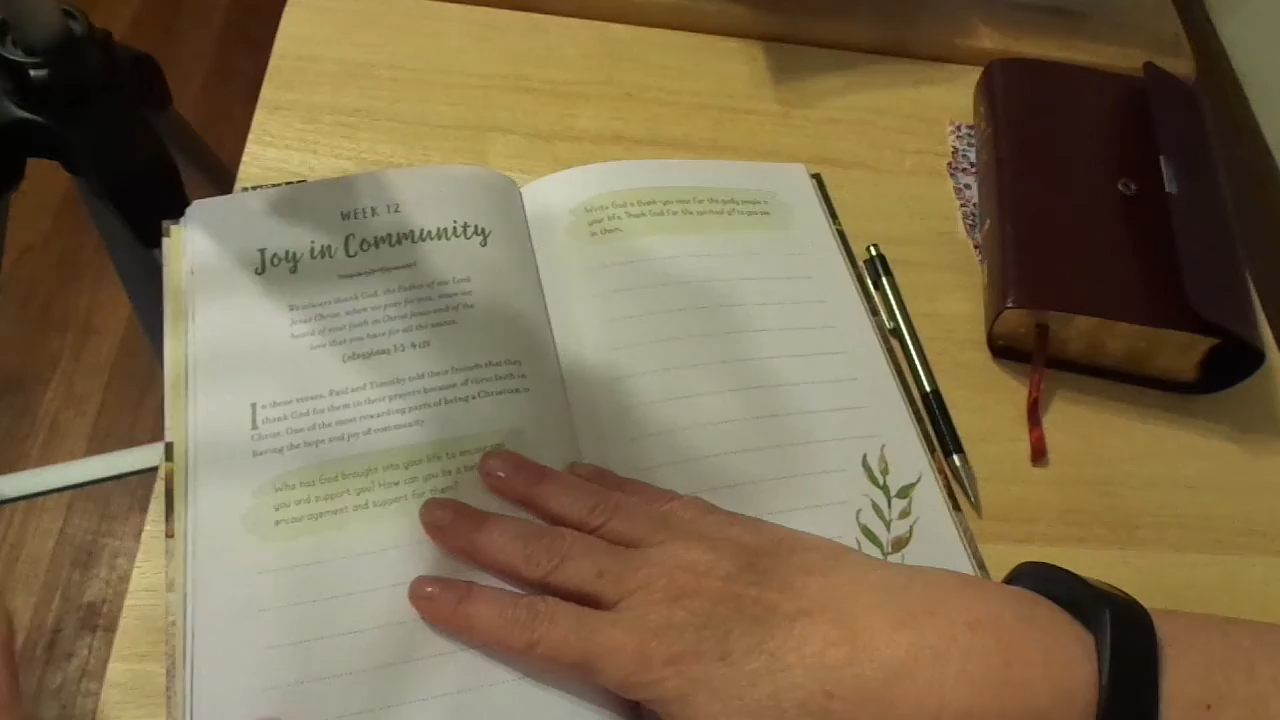 WEEK 12
Joy in Community
We always thank God, the Father of our Lord
Jesus Christ, when we pray for you, since we
heard of your faith in Christ Jesus and of the
love that you have for all the saints.
Colossians 1:3-4
In these verses, Paul and Timothy told their friends that they
thank God for them in their prayers because of their faith in
Christ. One of the most rewarding parts of being a Christian is
having the hope and joy of community.
Who has God brought into your life to encourage
you and support you? How can you be a
encouragement and support for them?
Write God a thank-you note for the godly people in
your life. Thank God for the spiritual gifts you see
in them.